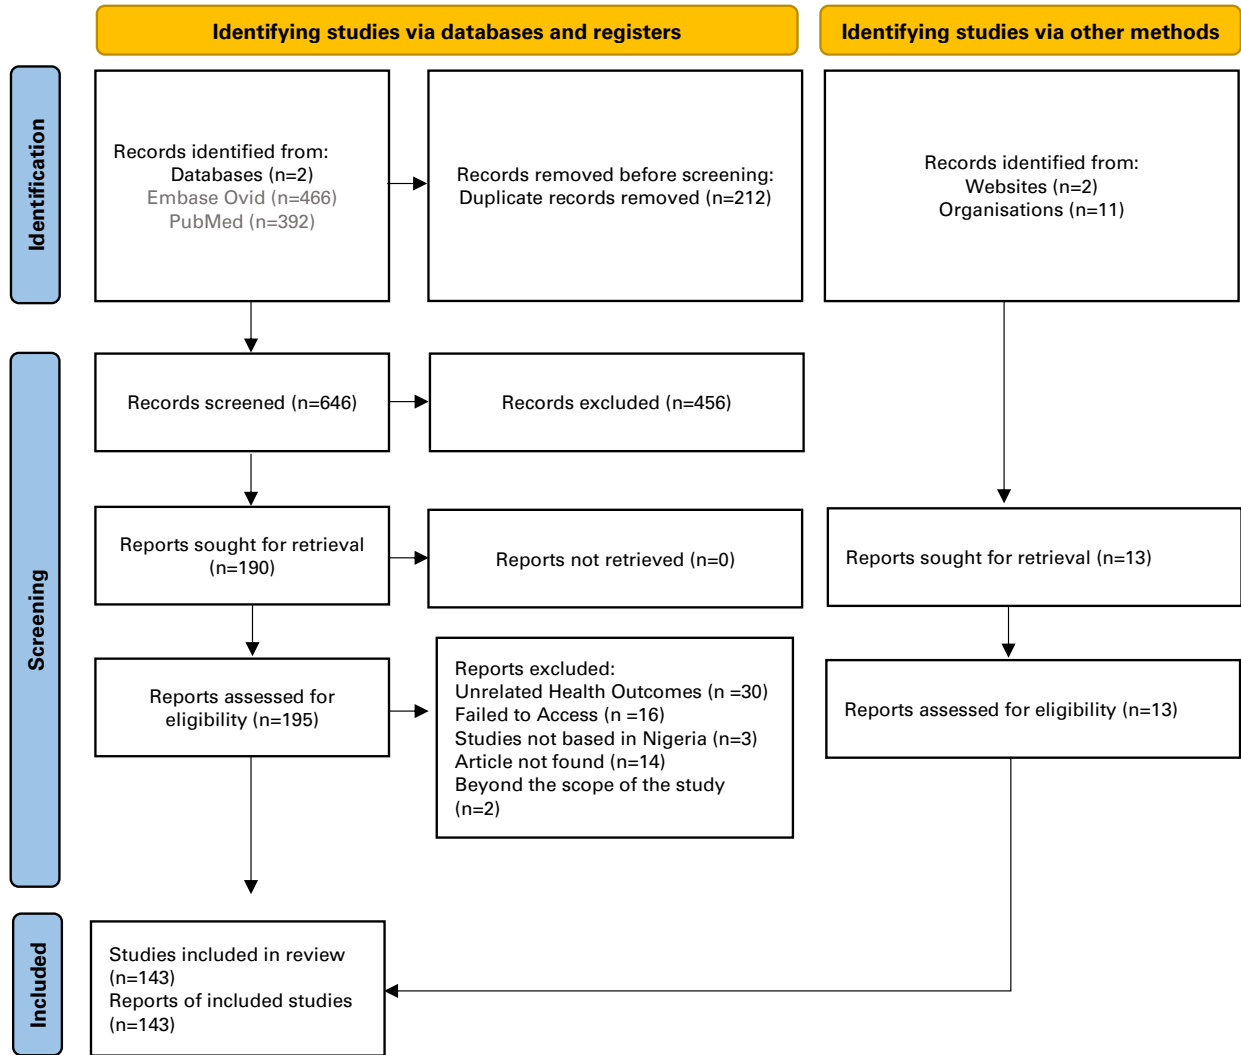 Identifying studies via databases and registers
Identifying studies via other methods
Identification
Records identified from:
Databases (n=2)
Embase Ovid (n=466)
PubMed (n=392)
Records removed before screening:
Duplicate records removed (n=212)
Records identified from:
Websites (n=2)
Organisations (n=11)
Screening
Records screened (n=646)
Records excluded (n=456)
Reports sought for retrieval
(n=190)
Reports not retrieved (n=0)
Reports sought for retrieval (n=13)
Reports assessed for
eligibility (n=195)
Reports excluded:
Unrelated Health Outcomes (n =30)
Failed to Access (n =16)
Studies not based in Nigeria (n=3)
Article not found (n=14)
Beyond the scope of the study
(n=2)
Reports assessed for eligibility (n=13)
Included
Studies included in review
(n=143)
Reports of included studies
(n=143)